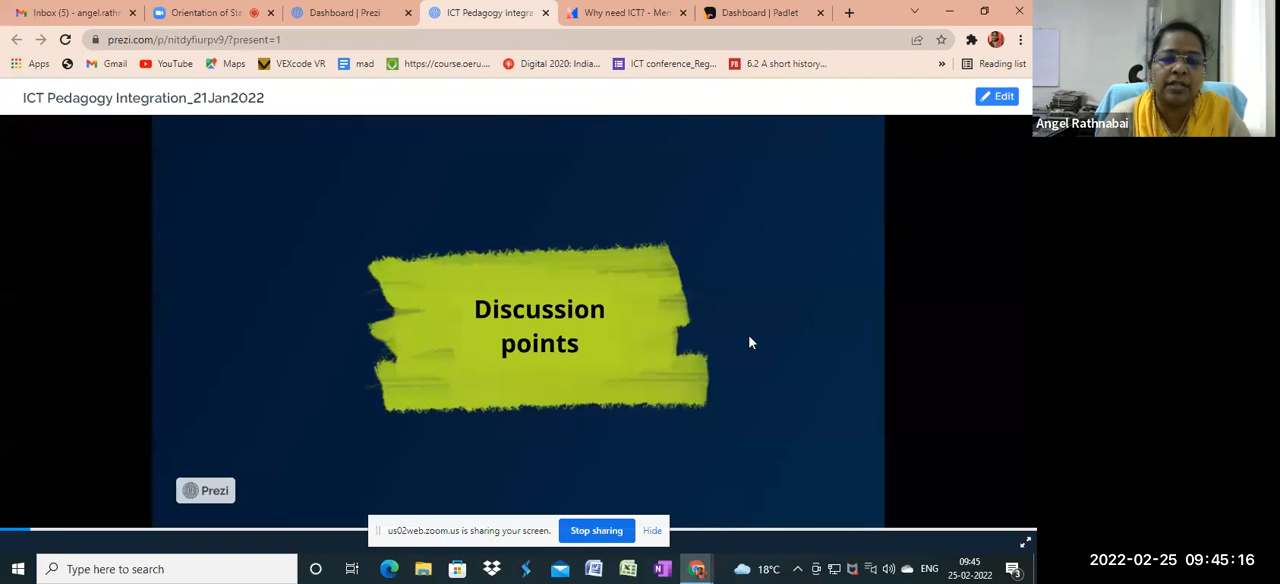 Inbox (5) - angel.rathn
Orientation of Sta
Dashboard | Prezi
ICT Pedagogy Integra
Why need ICT? - Men
Dashboard | Padlet
prezi.com/p/nitdyfiurpv9/?present=1
Apps
Gmail
YouTube
Maps
VEXcode VR
mad
https://course.oeru....
Digital 2020: India...
ICT conference_Reg...
6.2 A short history...
»
Reading list
ICT Pedagogy Integration_21Jan2022
Edit
Angel Rathnabai
Discussion
points
Prezi
us02web.zoom.us is sharing your screen.
Stop sharing
Hide
Type here to search
18°C
ENG
09:45
25-02-2022
3
2022-02-25 09:45:16